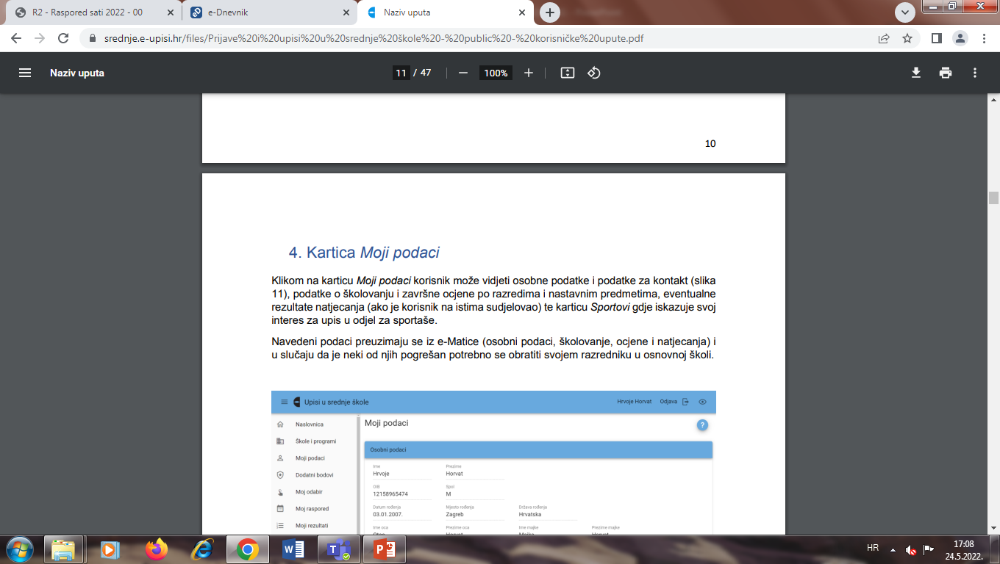 R2 - Raspored sati 2022 - 00
e-Dnevnik
Naziv uputa
srednje.e-upisi.hr/files/Prijave%20i%20upisi%20u%20srednje%20škole%20-%20public%20-%20korisničke%20upute.pdf
Naziv uputa
11 / 47
100%
10
4. Kartica Moji podaci
Klikom na karticu Moji podaci korisnik može vidjeti osobne podatke i podatke za kontakt (slika
11), podatke o školovanju i završne ocjene po razredima i nastavnim predmetima, eventualne
rezultate natjecanja (ako je korisnik na istima sudjelovao) te karticu Sportovi gdje iskazuje svoj
interes za upis u odjel za sportaše.
Navedeni podaci preuzimaju se iz e-Matice (osobni podaci, školovanje, ocjene i natjecanja) i
u slučaju da je neki od njih pogrešan potrebno se obratiti svojem razredniku u osnovnoj školi.
Upisi u srednje škole
Hrvoje Horvat
Odjava
Naslovnica
Škole i programi
Moji podaci
Dodatni bodovi
Moj odabir
Moj raspored
Moji rezultati
Moji podaci
?
Osobni podaci
Ime
Prezime
Hrvoje
Horvat
OIB
Spol
12158965474
M
Datum rođenja
Mjesto rođenja
Država rođenja
03.01.2007.
Zagreb
Hrvatska
Ime oca
Prezime oca
Ime majke
Prezime majke
HR
17:08
24.5.2022.